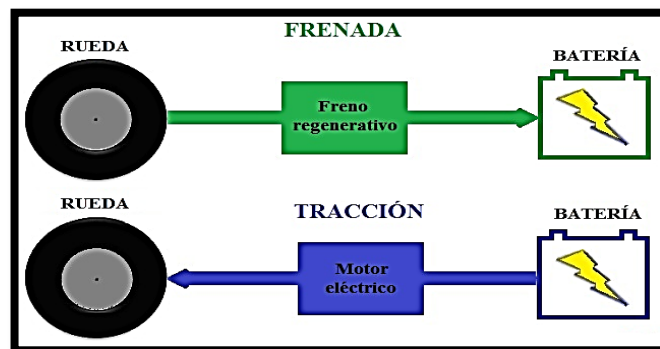 FRENADA
RUEDA
BATERÍA
Freno
regenerativo
RUEDA
TRACCIÓN
BATERÍA
Motor
eléctrico